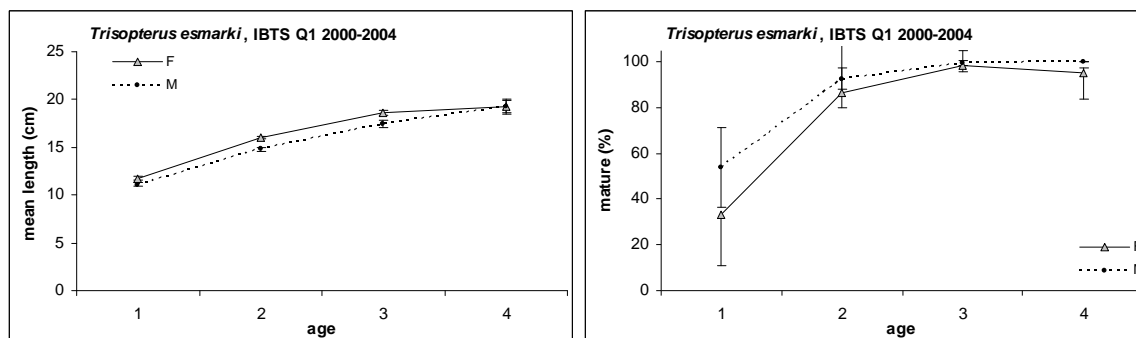 Trisopterus esmarki, IBTS Q1 2000-2004
25
20
15
10
5
0
mean length (cm)
F
M
1 2 3 4
age
Trisopterus esmarki, IBTS Q1 2000-2004
100
80
60
40
20
0
mature (%)
1 2 3 4
age